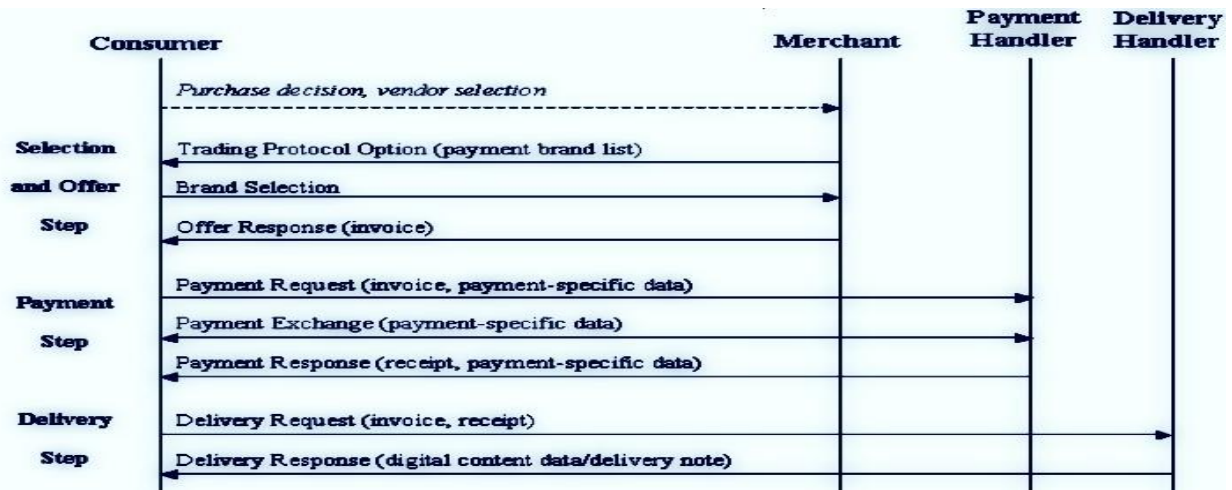 Payment Delivery
Consumer Merchant Handler Handler
Purchase decision, vendor selection
Selection Trading Protocol Option (payment brand list)
and Offer Brand Selection
Step Offer Response (invoice)
Payment Request (invoice, payment-specific data)
Payment
Payment Exchange (payment-specific data)
Step
Payment Response (receipt, payment-specific data)
Delivery Delivery Request (invoice, receipt)
Step Delivery Response (digital content data/delivery note)